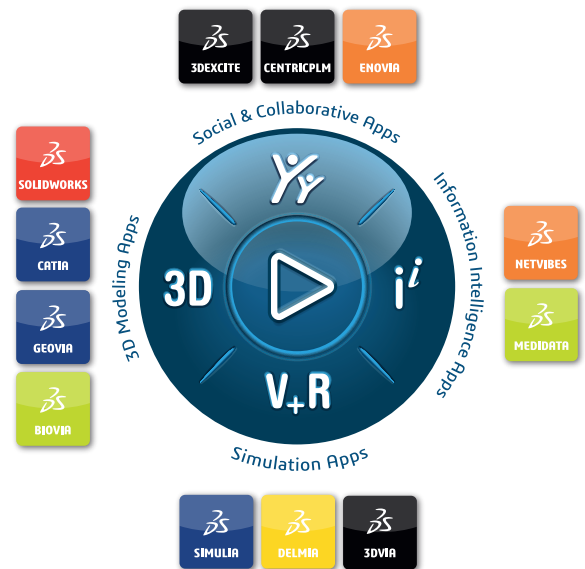 3DEXCITE CENTRICPLM ENOVIA
Social & Collaborative Apps
SOLIDWORKS
CATIA
GEOVIA
BIOVIA
3D Modeling Apps
3D
i i
V+R
Information Intelligence Apps
NETVIBES
MEDIDATA
Simulation Apps
SIMULIA DELMIA 3DVIA